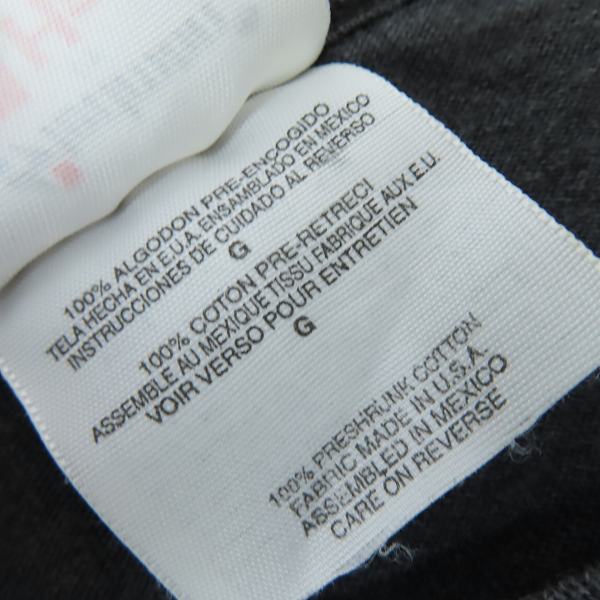 100% ALGODON PRE-ENCOGIDO
TELA HECHA EN E.U.A. ENSAMBLADO EN MEXICO
INSTRUCCIONES DE CUIDADO AL REVERSO
G
100% COTON PRE-RETRECI
ASSEMBLE AU MEXIQUE TISSU FABRIQUE AUX E.U.
VOIR VERSO POUR ENTRETIEN
G
100% PRESHRUNK COTTON
FABRIC MADE IN U.S.A.
ASSEMBLED IN MEXICO
CARE ON REVERSE